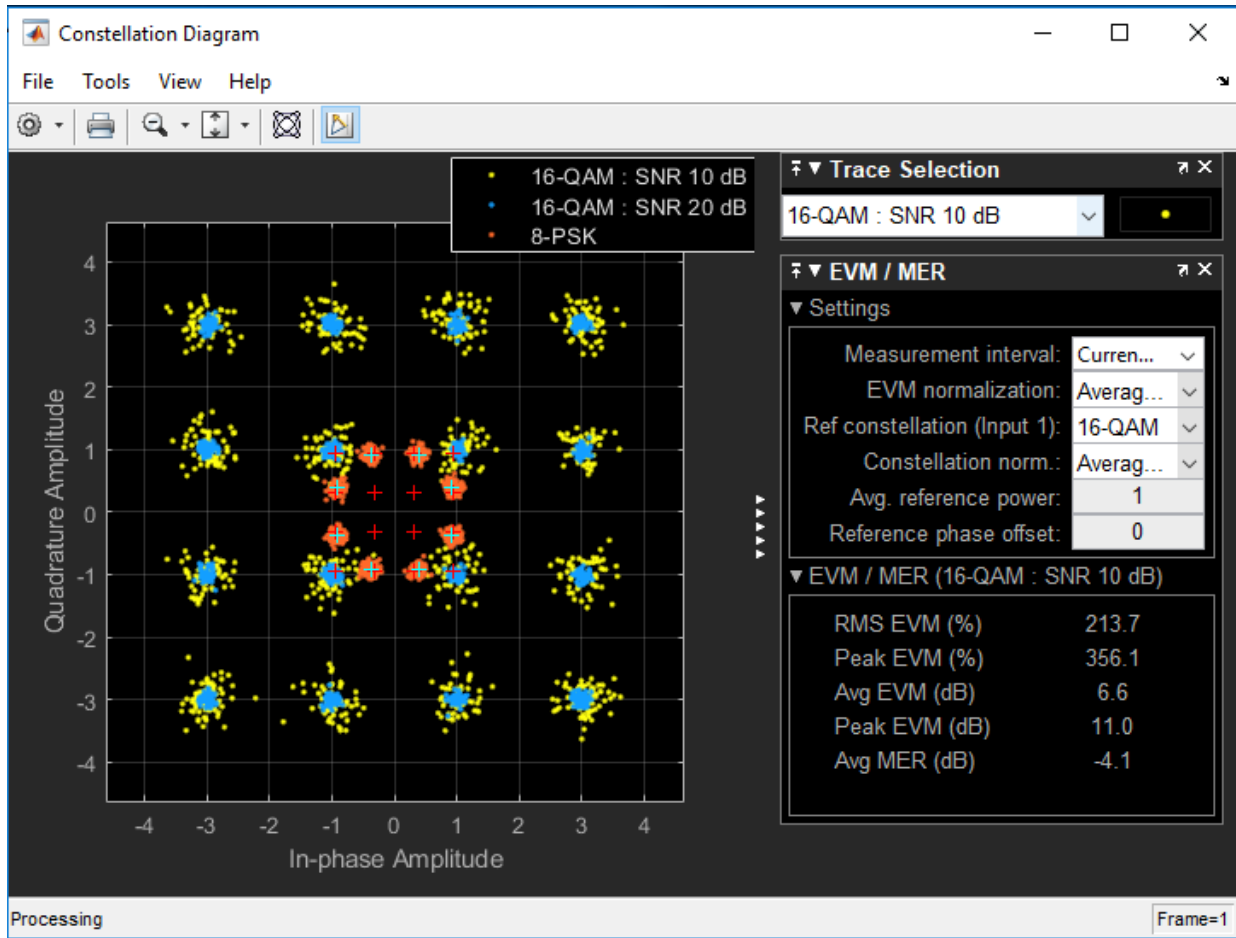 Constellation Diagram
File Tools View Help
16-QAM : SNR 10 dB
16-QAM : SNR 20 dB
8-PSK
4
3
2
1
0
-1
-2
-3
-4
Quadrature Amplitude
-4 -3 -2 -1 0 1 2 3 4
In-phase Amplitude
Trace Selection
16-QAM : SNR 10 dB
EVM / MER
Settings
Measurement interval: Curren...
EVM normalization: Averag...
Ref constellation (Input 1): 16-QAM
Constellation norm.: Averag...
Avg. reference power: 1
Reference phase offset: 0
EVM / MER (16-QAM : SNR 10 dB)
RMS EVM (%) 213.7
Peak EVM (%) 356.1
Avg EVM (dB) 6.6
Peak EVM (dB) 11.0
Avg MER (dB) -4.1
Processing Frame=1